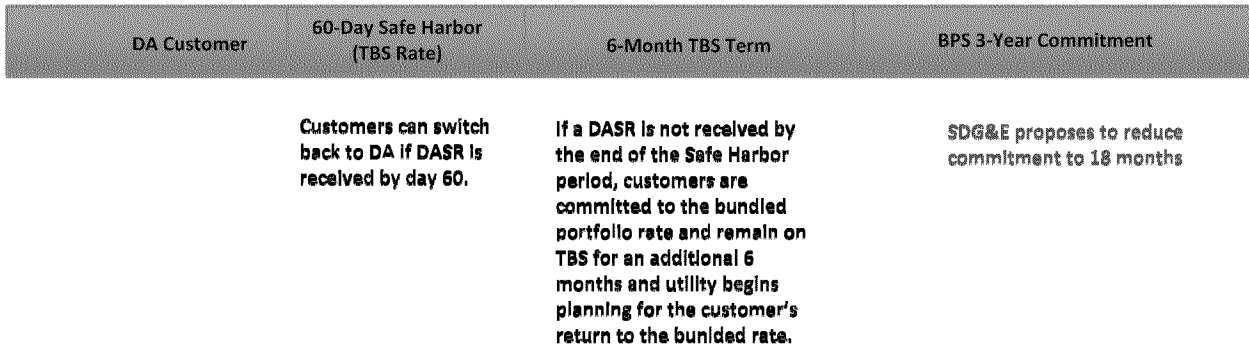 DA Customer
60-Day Safe Harbor
(TBS Rate)
6-Month TBS Term
BPS 3-Year Commitment
Customers can switch
back to DA if DASR is
received by day 60.
If a DASR is not received by
the end of the Safe Harbor
period, customers are
committed to the bundled
portfolio rate and remain on
TBS for an additional 6
months and utility begins
planning for the customer's
return to the bunlded rate.
SDG&E proposes to reduce
commitment to 18 months